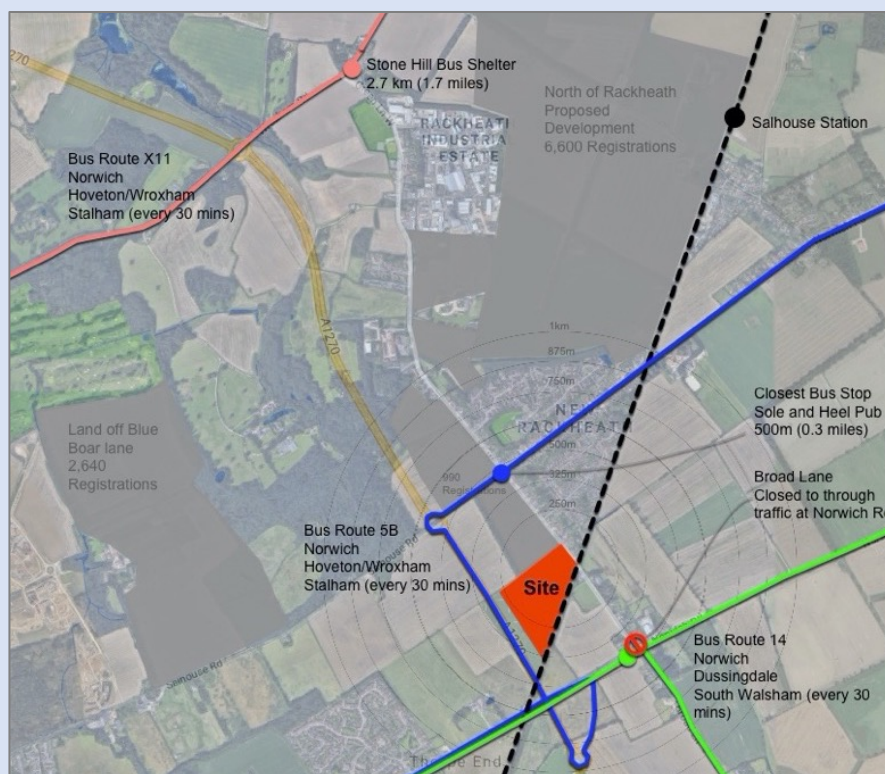 270
Stone Hill Bus Shelter
2.7 km (1.7 miles)
North of Rackheath
Proposed
Development
6,600 Registrations
Salhouse Station
RACKHEATH
INDUSTRIA
ESTATE
Bus Route X11
Norwich
Hoveton/Wroxham
Stalham (every 30 mins)
A1270
1km
875m
750m
Closest Bus Stop
Sole and Heel Pub
500m (0.3 miles)
NEW
RACKHEATH
Land off Blue
Boar lane
2,640
Registrations
500m
325m
250m
990
Registrations
Broad Lane
Closed to through
traffic at Norwich R
Bus Route 5B
Norwich
Hoveton/Wroxham
Stalham (every 30 mins)
Site
A1270
Bus Route 14
Norwich
Dussingdale
South Walsham (every 30
mins)
Salhouse Rd
End